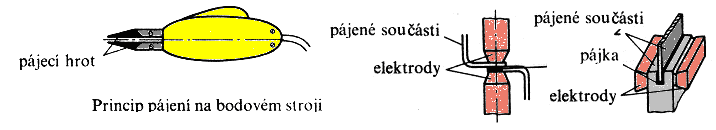 pájecí hrot
Princip pájení na bodovém stroji
pájené součásti
elektrody
pájené součásti
pájka
elektrody